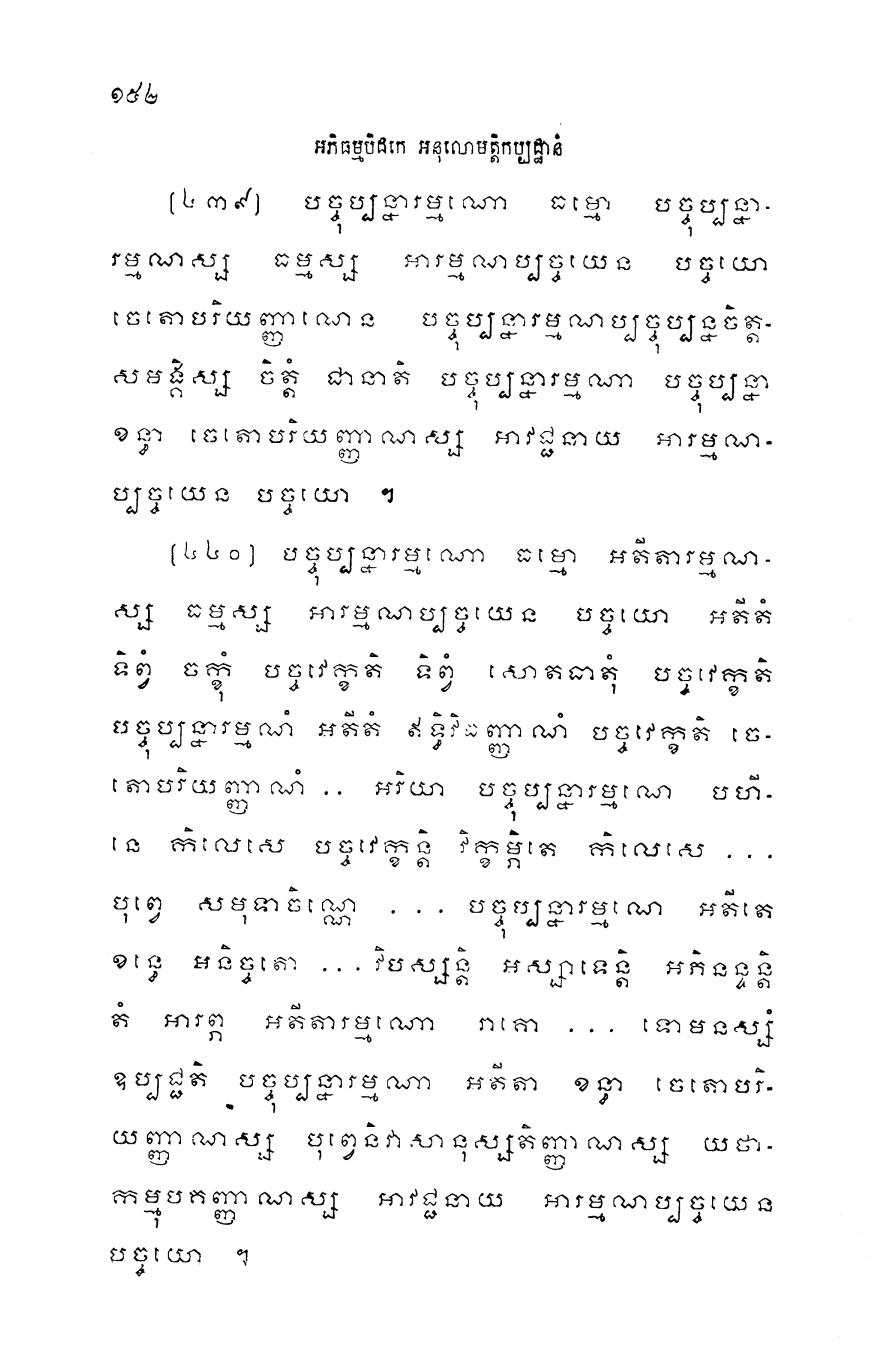 ១៥៤
អភិធម្មបិដកេ អនុលោមត្តិកប្បដ្ឋានំ
(៤៣៩) បច្ចុប្បន្នារម្មណោ ធម្មោ បច្ចុប្បន្នា-
រម្មណស្ស ធម្មស្ស អារម្មណប្បច្ចយេន បច្ចយោ
ចេតោបរិយញ្ញាណេន បច្ចុប្បន្នារម្មណប្បច្ចុប្បន្នចិត្ត-
សមង្គិស្ស ចិត្តំ ជានាតិ បច្ចុប្បន្នារម្មណា បច្ចុប្បន្នា
ខន្ធា ចេតោបរិយញ្ញាណស្ស អាវជ្ជនាយ អារម្មណ-
ប្បច្ចយេន បច្ចយោ ។
(៤៤០) បច្ចុប្បន្នារម្មណោ ធម្មោ អតីតារម្មណ-
ស្ស ធម្មស្ស អារម្មណប្បច្ចយេន បច្ចយោ អតីតំ
ទិព្វំ ចក្ខុំ បច្ចវេក្ខតិ ទិព្វំ សោតធាតុំ បច្ចវេក្ខតិ
បច្ចុប្បន្នារម្មណំ អតីតំ ឥទ្ធិវិធញ្ញាណំ បច្ចវេក្ខតិ ចេ-
តោបរិយញ្ញាណំ .. អរិយា បច្ចុប្បន្នារម្មណេ បហី-
នេ កិលេសេ បច្ចវេក្ខន្តិ វិក្ខម្ភិតេ កិលេសេ ...
បុព្វេ សមុទាចិណ្ណេ ... បច្ចុប្បន្នារម្មណេ អតីតេ
ខន្ធេ អនិច្ចតោ ... វិបស្សន្តិ អស្សាទេន្តិ អភិនន្ទន្តិ
តំ អារព្ភ អតីតារម្មណោ រាគោ ... ទោមនស្សំ
ឧប្បជ្ជតិ បច្ចុប្បន្នារម្មណា អតីតា ខន្ធា ចេតោបរិ-
យញ្ញាណស្ស បុព្វេនិវាសានុស្សតិញ្ញាណស្ស យថា-
កម្មុបគញ្ញាណស្ស អាវជ្ជនាយ អារម្មណប្បច្ចយេន
បច្ចយោ ។